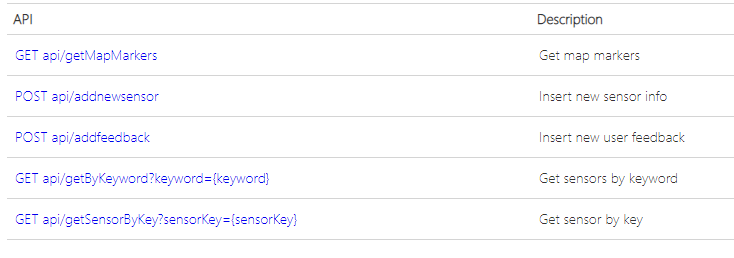 API Description
GET api/getMapMarkers Get map markers
POST api/addnewsensor Insert new sensor info
POST api/addfeedback Insert new user feedback
GET api/getByKeyword?keyword={keyword} Get sensors by keyword
GET api/getSensorByKey?sensorKey={sensorKey} Get sensor by key